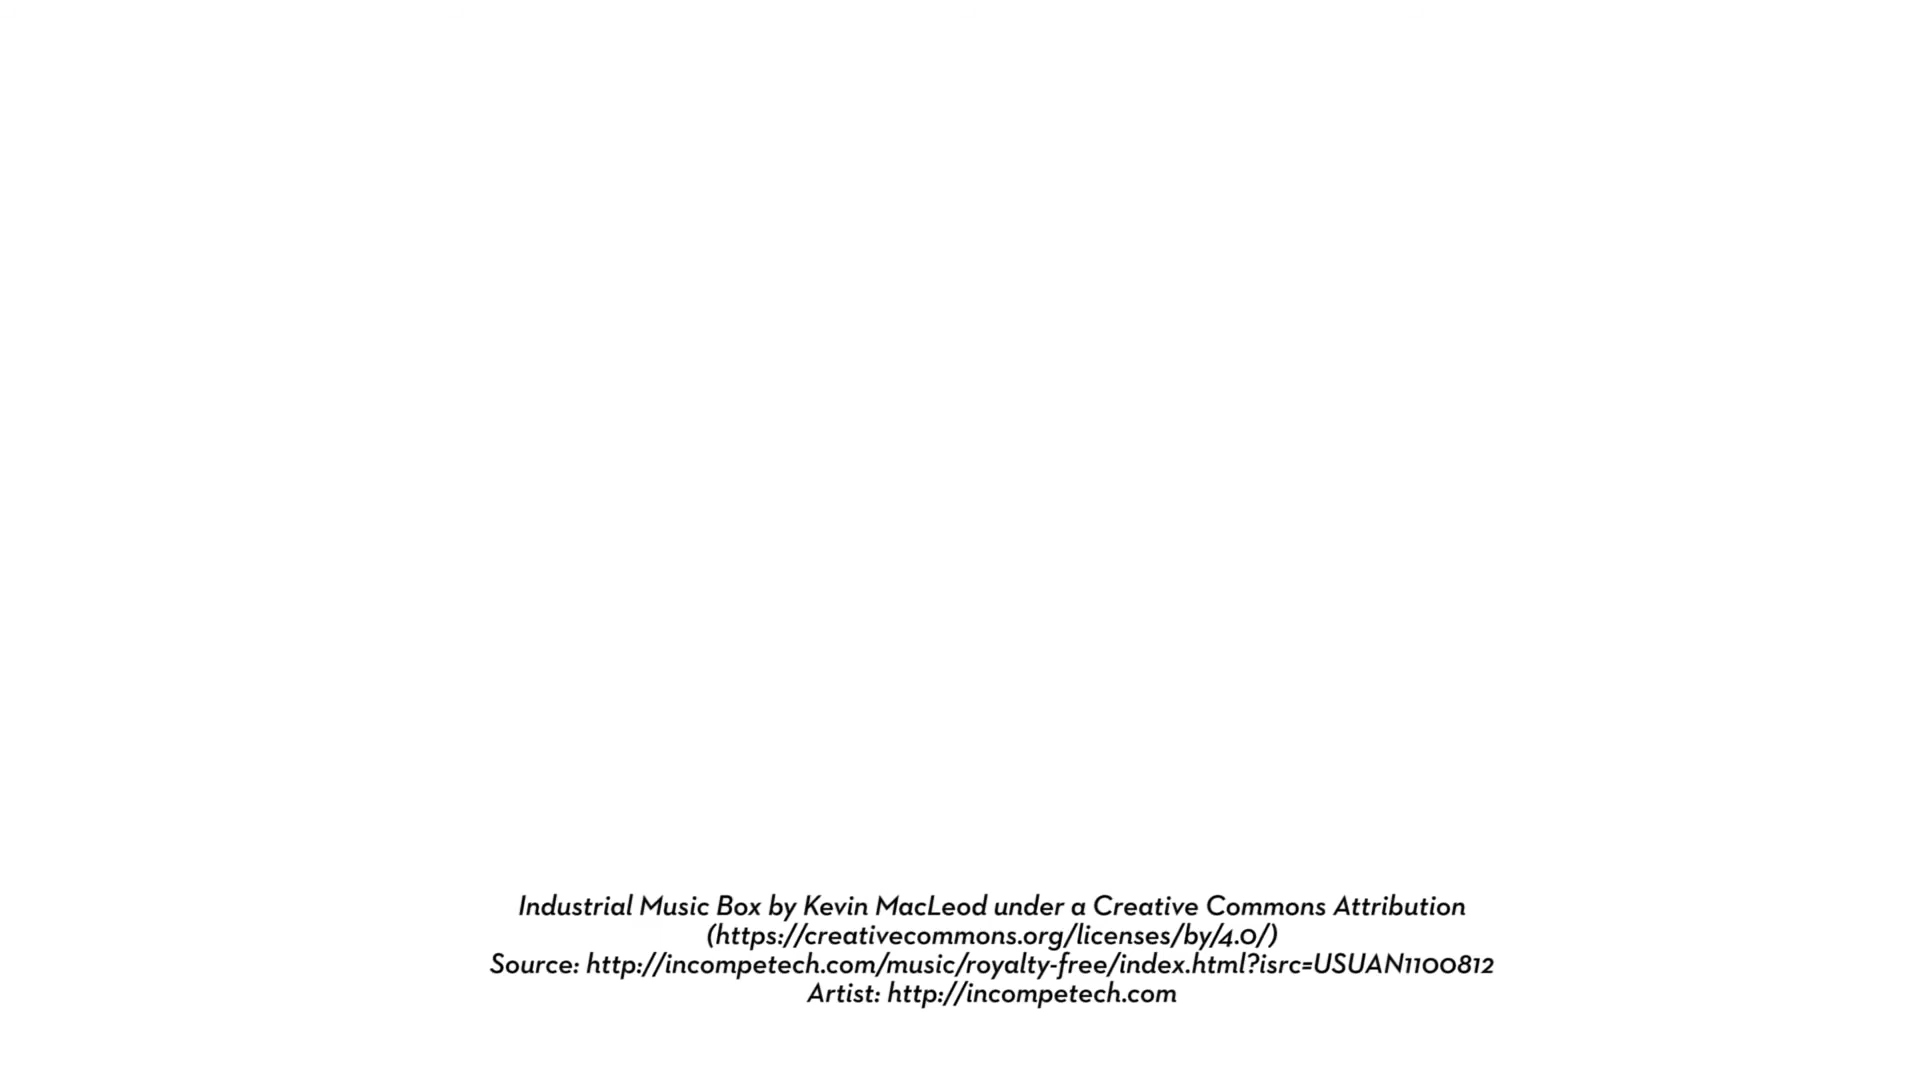 Industrial Music Box by Kevin MacLeod under a Creative Commons Attribution
(https://creativecommons.org/licenses/by/4.0/)
Source: http://incompetech.com/music/royalty-free/index.html?isrc=USUAN1100812
Artist: http://incompetech.com